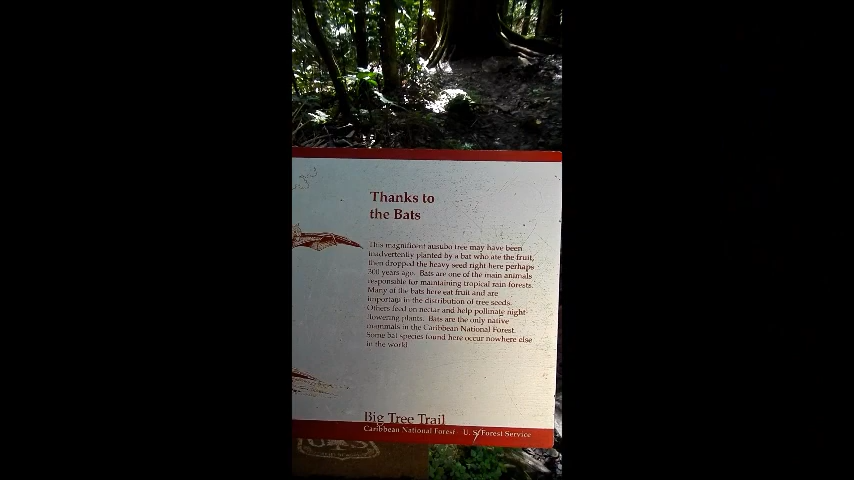 Thanks to
the Bats
This magnificent ausubo tree may have been
inadvertently planted by a bat who ate the fruit,
then dropped the heavy seed right here perhaps
300 years ago. Bats are one of the main animals
responsible for maintaining tropical rain forests.
Many of the bats here eat fruit and are
important in the distribution of tree seeds.
Others feed on nectar and help pollinate night-
flowering plants. Bats are the only native
mammals in the Caribbean National Forest.
Some bat species found here occur nowhere else
in the world
Big Tree Trail
Caribbean National Forest U. S. Forest Service